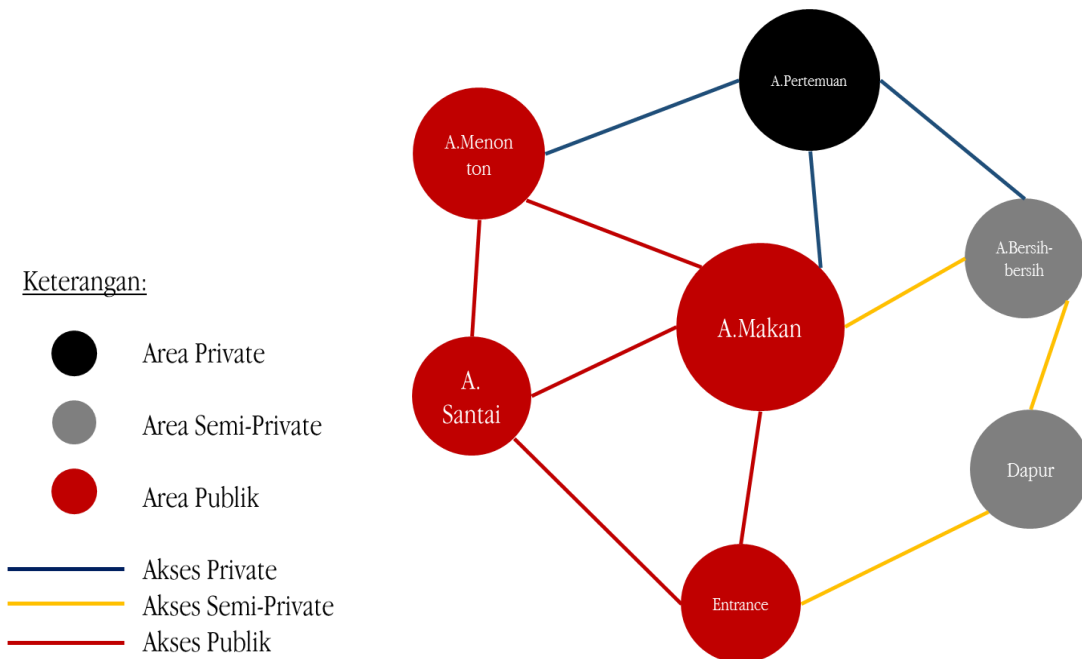 A.Pertemuan
A.Menon
ton
A.Bersih-
bersih
A.Makan
A.
Santai
Dapur
Entrance
Keterangan:
Area Private
Area Semi-Private
Area Publik
Akses Private
Akses Semi-Private
Akses Publik